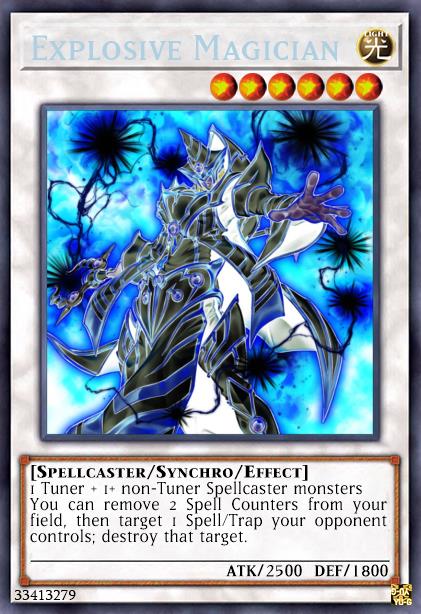 EXPLOSIVE MAGICIAN
LIGHT
光
[SPELLCASTER/SYNCHRO/EFFECT]
1 Tuner + 1+ non-Tuner Spellcaster monsters
You can remove 2 Spell Counters from your
field, then target 1 Spell/Trap your opponent
controls; destroy that target.
ATK/2500 DEF/1800
33413279